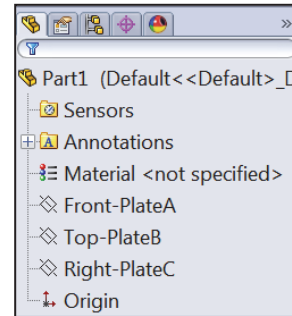 »
Part1 (Default<<Default>_D
Sensors
A Annotations
Material <not specified>
Front-PlateA
Top-PlateB
Right-PlateC
Origin